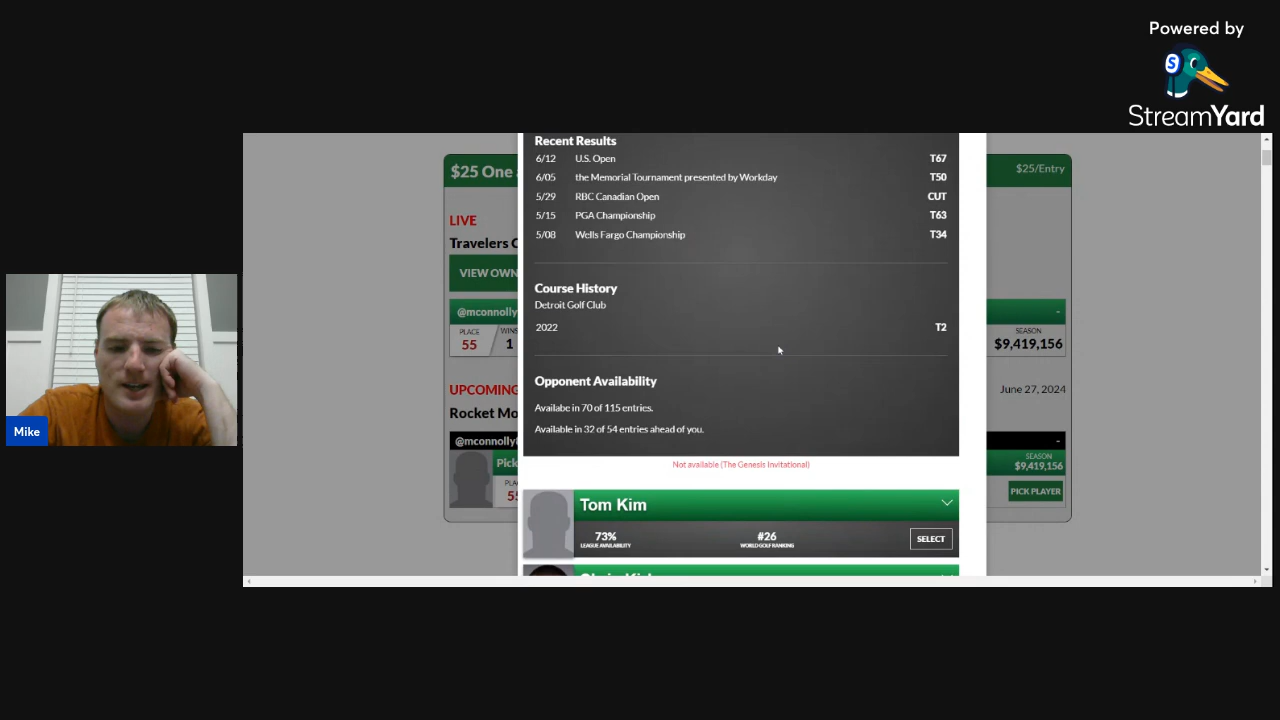 Powered by
StreamYard
$25 One
$25/Entry
LIVE
Travelers C
VIEW OWN
@mconnolly
PLACE
WINS
55
1
-
SEASON
$9,419,156
UPCOMING
June 27, 2024
Rocket Mo
@mconnolly
-
Pick
SEASON
$9,419,156
PICK PLAYER
55
Recent Results
6/12 U.S. Open T67
6/05 the Memorial Tournament presented by Workday T50
5/29 RBC Canadian Open CUT
5/15 PGA Championship T63
5/08 Wells Fargo Championship T34
Course History
Detroit Golf Club
2022 T2
Opponent Availability
Availabe in 70 of 115 entries.
Available in 32 of 54 entries ahead of you.
Not available (The Genesis Invitational)
Tom Kim
73%
LEAGUE AVAILABILITY
#26
WORLD GOLF RANKING
SELECT
Mike